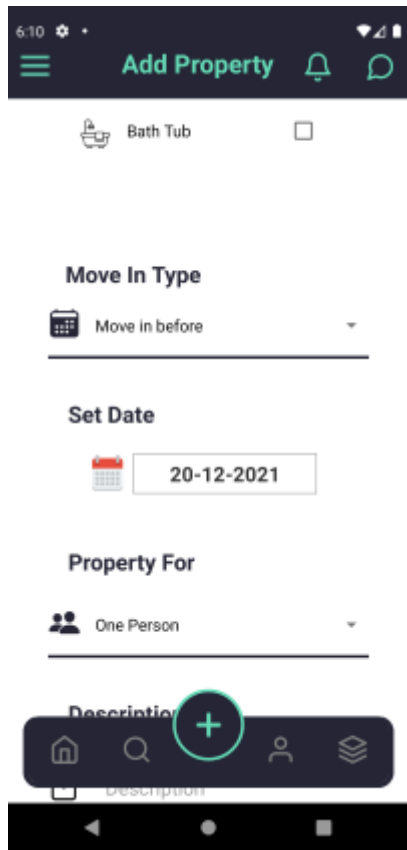 6:10
Add Property
Bath Tub
Move In Type
Move in before
Set Date
20-12-2021
Property For
One Person
Description
Description